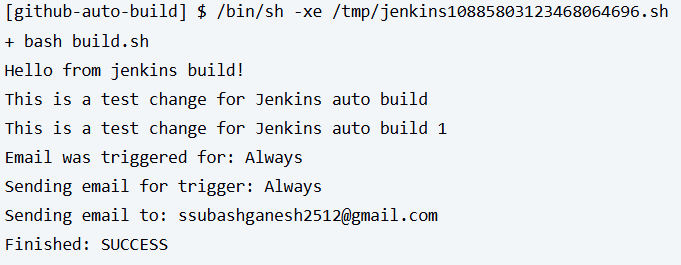 [github-auto-build] $ /bin/sh -xe /tmp/jenkins10885803123468064696.sh
+ bash build.sh
Hello from jenkins build!
This is a test change for Jenkins auto build
This is a test change for Jenkins auto build 1
Email was triggered for: Always
Sending email for trigger: Always
Sending email to: ssubashganesh2512@gmail.com
Finished: SUCCESS